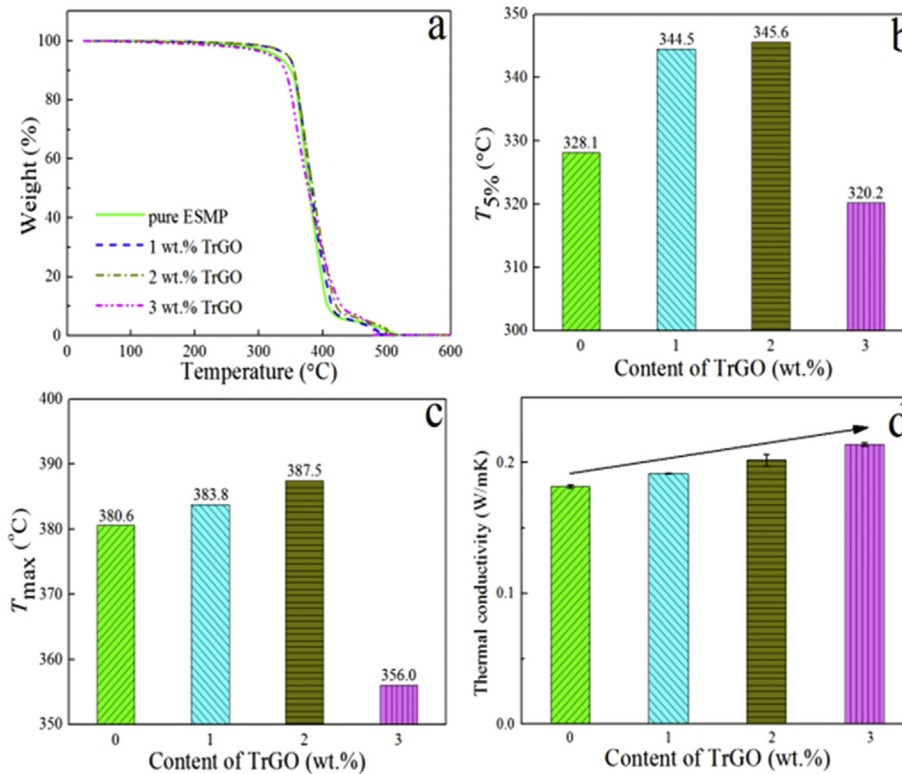 a
100
80
60
40
20
0
Weight (%)
pure ESMP
1 wt.% TrGO
2 wt.% TrGO
3 wt.% TrGO
0 100 200 300 400 500 600
Temperature (°C)
b
350
340
330
320
310
300
T5% (°C)
328.1
344.5
345.6
320.2
0 1 2 3
Content of TrGO (wt.%)
c
400
390
380
370
360
350
Tmax (°C)
380.6
383.8
387.5
356.0
0 1 2 3
Content of TrGO (wt.%)
d
0.2
0.1
0.0
Thermal conductivity (W/mK)
0 1 2 3
Content of TrGO (wt.%)